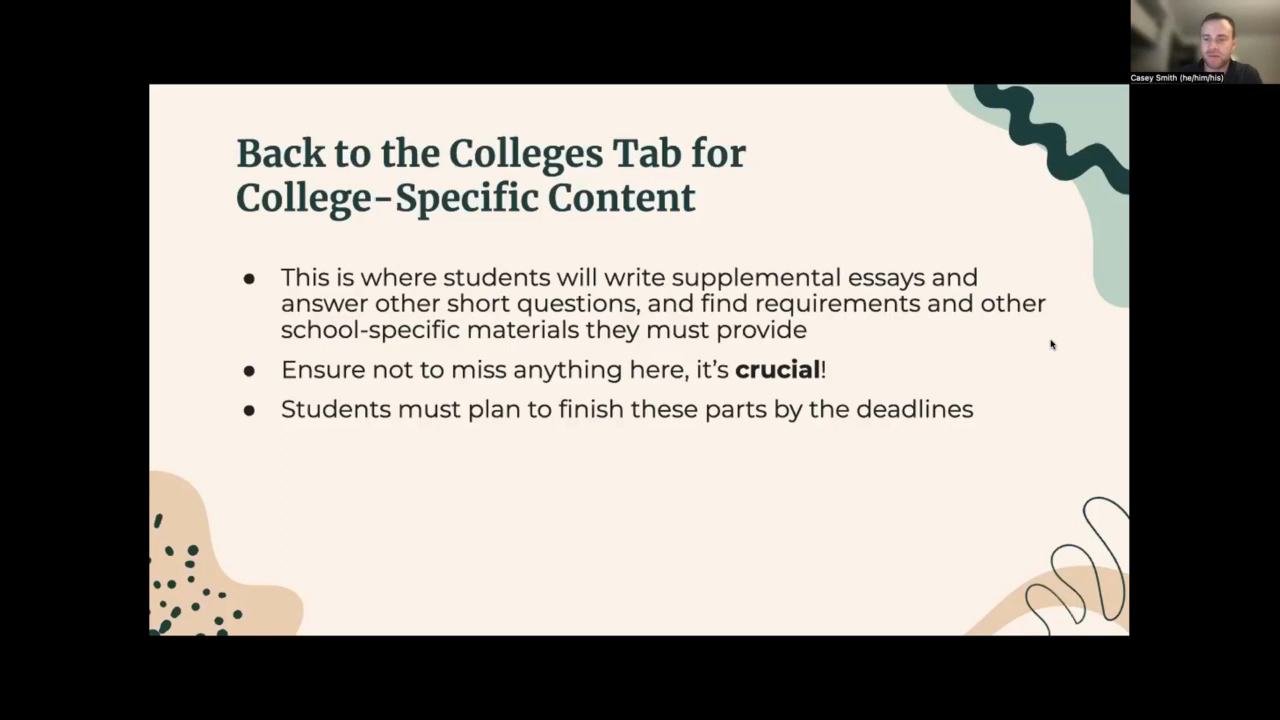 Casey Smith (he/him/his)
Back to the Colleges Tab for
College-Specific Content
● This is where students will write supplemental essays and
answer other short questions, and find requirements and other
school-specific materials they must provide
● Ensure not to miss anything here, it's crucial!
● Students must plan to finish these parts by the deadlines